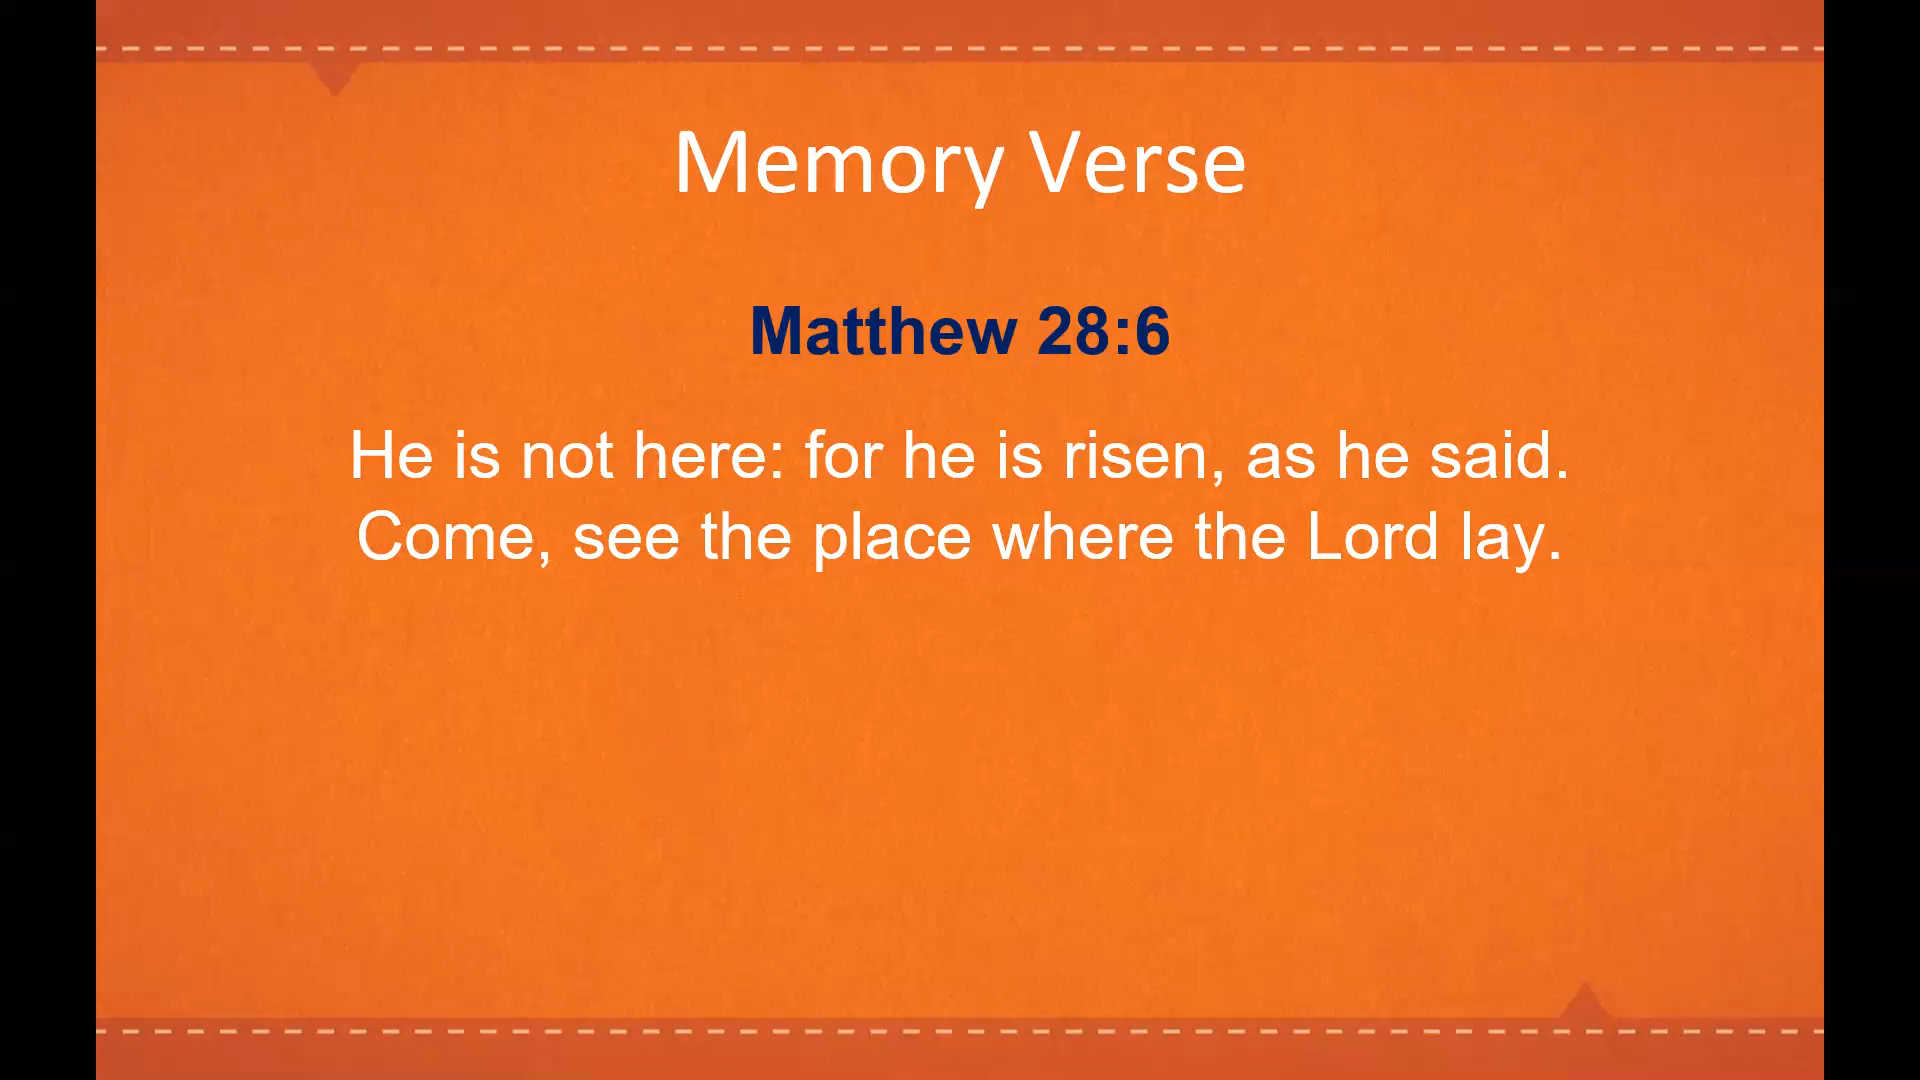 Memory Verse
Matthew 28:6
He is not here: for he is risen, as he said.
Come, see the place where the Lord lay.